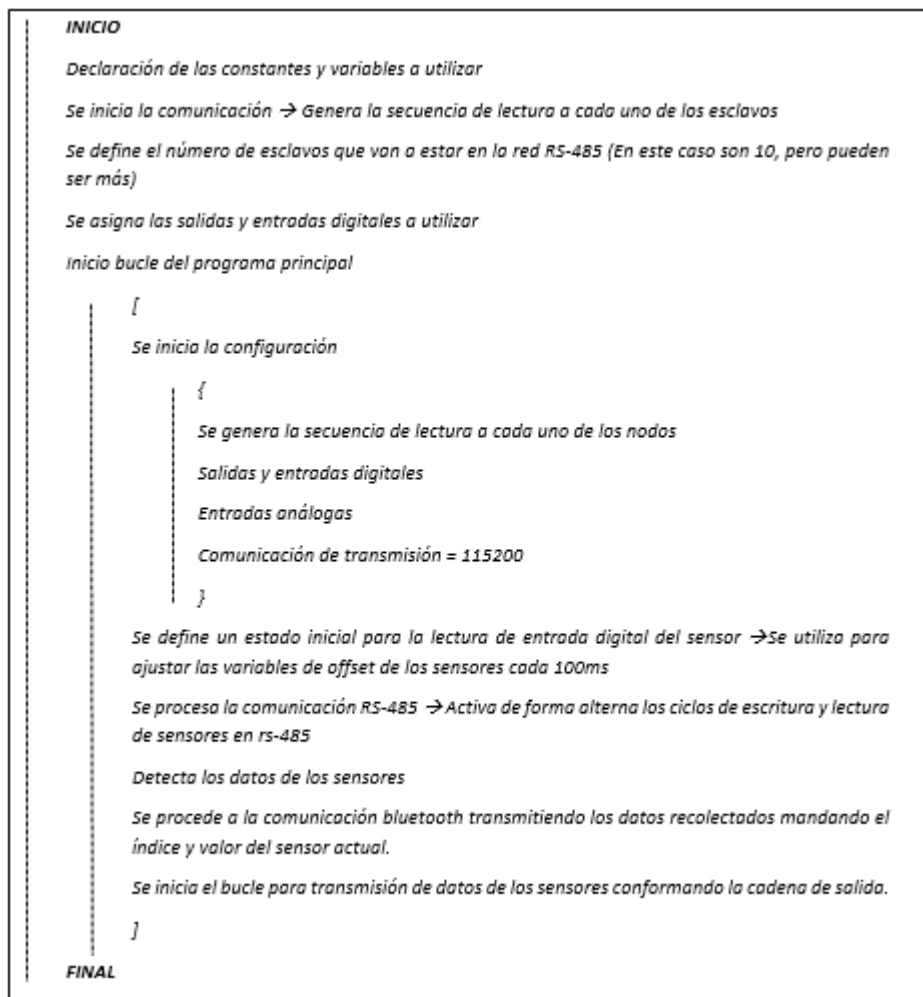 INICIO
Declaración de las constantes y variables a utilizar
Se inicia la comunicación → Genera la secuencia de lectura a cada uno de los esclavos
Se define el número de esclavos que van a estar en la red RS-485 (En este caso son 10, pero pueden
ser más)
Se asigna las salidas y entradas digitales a utilizar
Inicio bucle del programa principal
[
Se inicia la configuración
{
Se genera la secuencia de lectura a cada uno de los nodos
Salidas y entradas digitales
Entradas análogas
Comunicación de transmisión = 115200
}
Se define un estado inicial para la lectura de entrada digital del sensor →Se utiliza para
ajustar las variables de offset de los sensores cada 100ms
Se procesa la comunicación RS-485 →Activa de forma alterna los ciclos de escritura y lectura
de sensores en rs-485
Detecta los datos de los sensores
Se procede a la comunicación bluetooth transmitiendo los datos recolectados mandando el
índice y valor del sensor actual.
Se inicia el bucle para transmisión de datos de los sensores conformando la cadena de salida.
]
FINAL